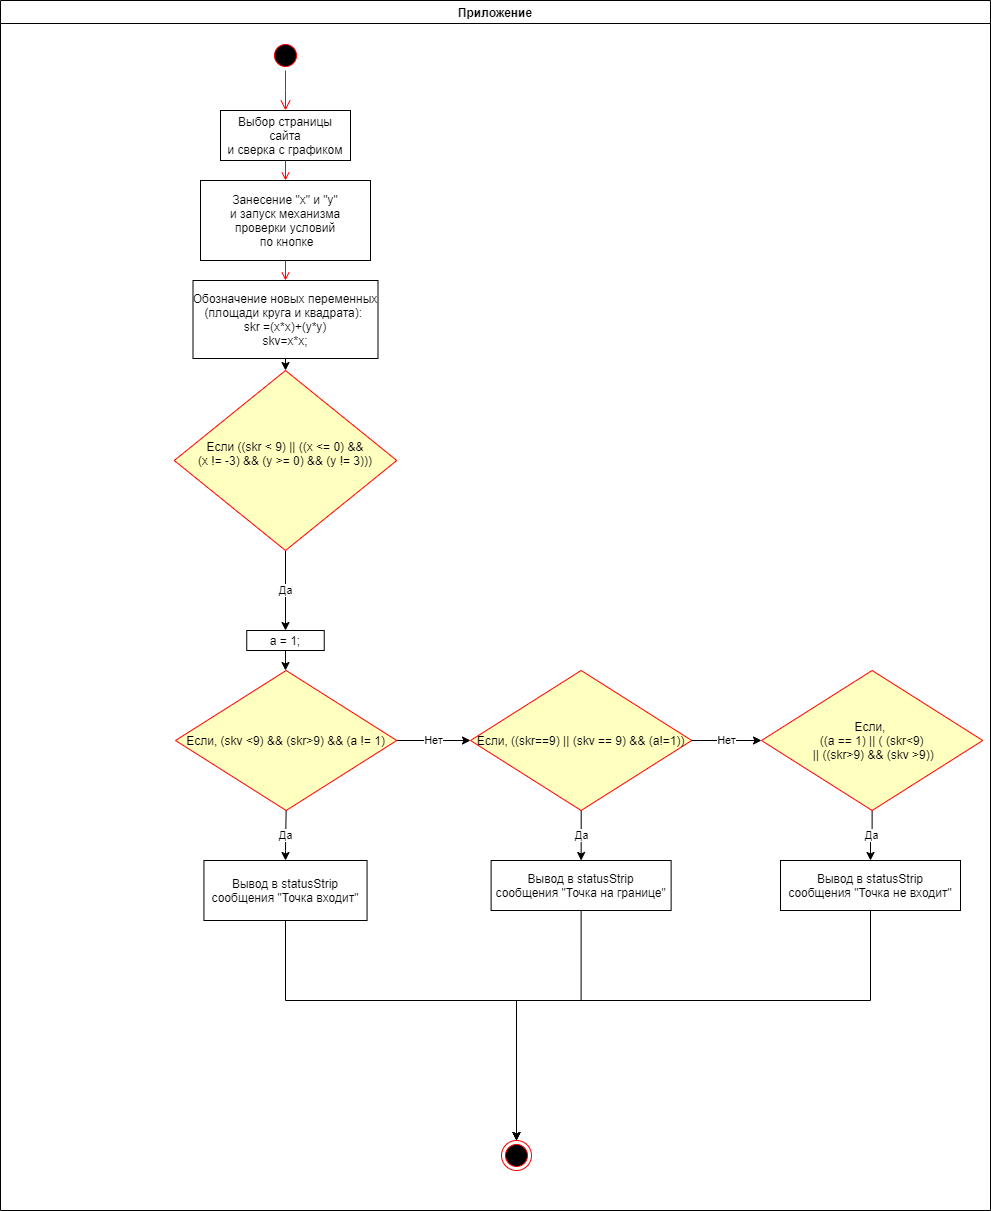 Приложение
Выбор страницы
сайта
и сверка с графиком
Занесение "x" и "y"
и запуск механизма
проверки условий
по кнопке
Обозначение новых переменных
(площади круга и квадрата):
skr =(x*x)+(y*y)
skv=x*x;
Если ((skr < 9) || ((x <= 0) &&
(x != -3) && (y >= 0) && (y != 3)))
Да
a = 1;
Если, (skv <9) && (skr>9) && (a != 1)
Нет
Если, ((skr==9) || (skv == 9) && (a!=1))
Нет
Если,
((a == 1) || ( (skr<9)
|| ((skr>9) && (skv >9))
Да
Да
Да
Вывод в statusStrip
сообщения "Точка входит"
Вывод в statusStrip
сообщения "Точка на границе"
Вывод в statusStrip
сообщения "Точка не входит"